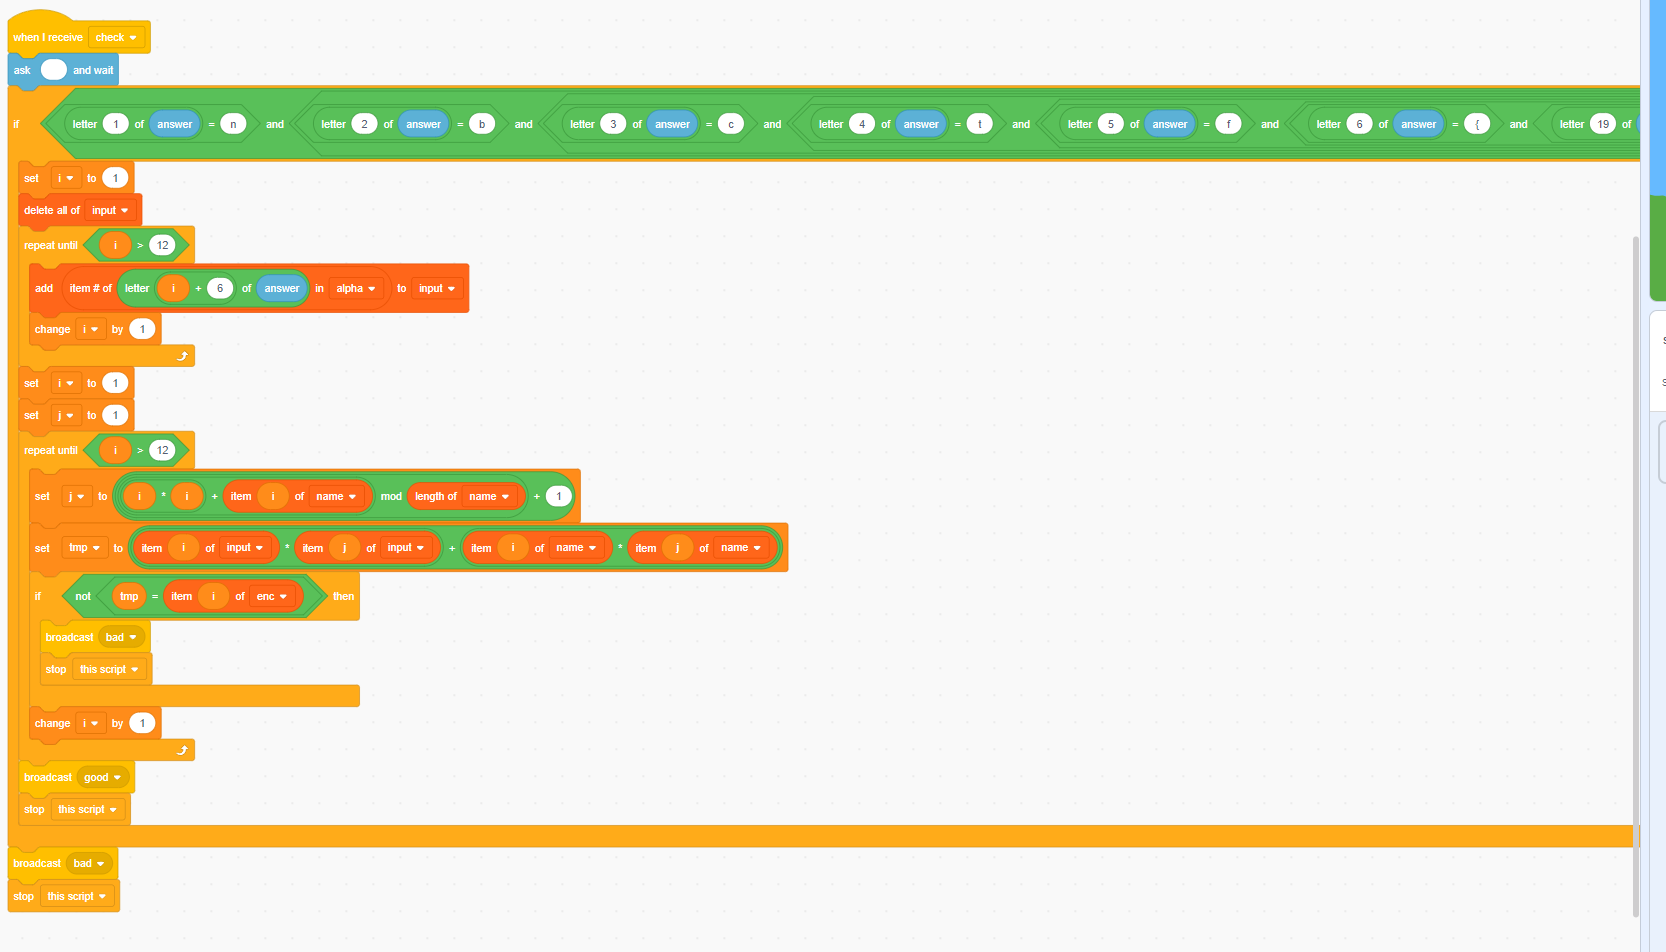 when I receive check
ask and wait
if letter 1 of answer = n and letter 2 of answer = b and letter 3 of answer = c and letter 4 of answer = t and letter 5 of answer = f and letter 6 of answer = { and letter 19 of
set i to 1
delete all of input
repeat until i > 12
add item # of letter i + 6 of answer in alpha to input
change i by 1
set i to 1
set j to 1
repeat until i > 12
set j to i * i + item i of name mod length of name + 1
set tmp to item i of input * item j of input + item i of name * item j of name
if not tmp = item i of enc then
broadcast bad
stop this script
change i by 1
broadcast good
stop this script
broadcast bad
stop this script